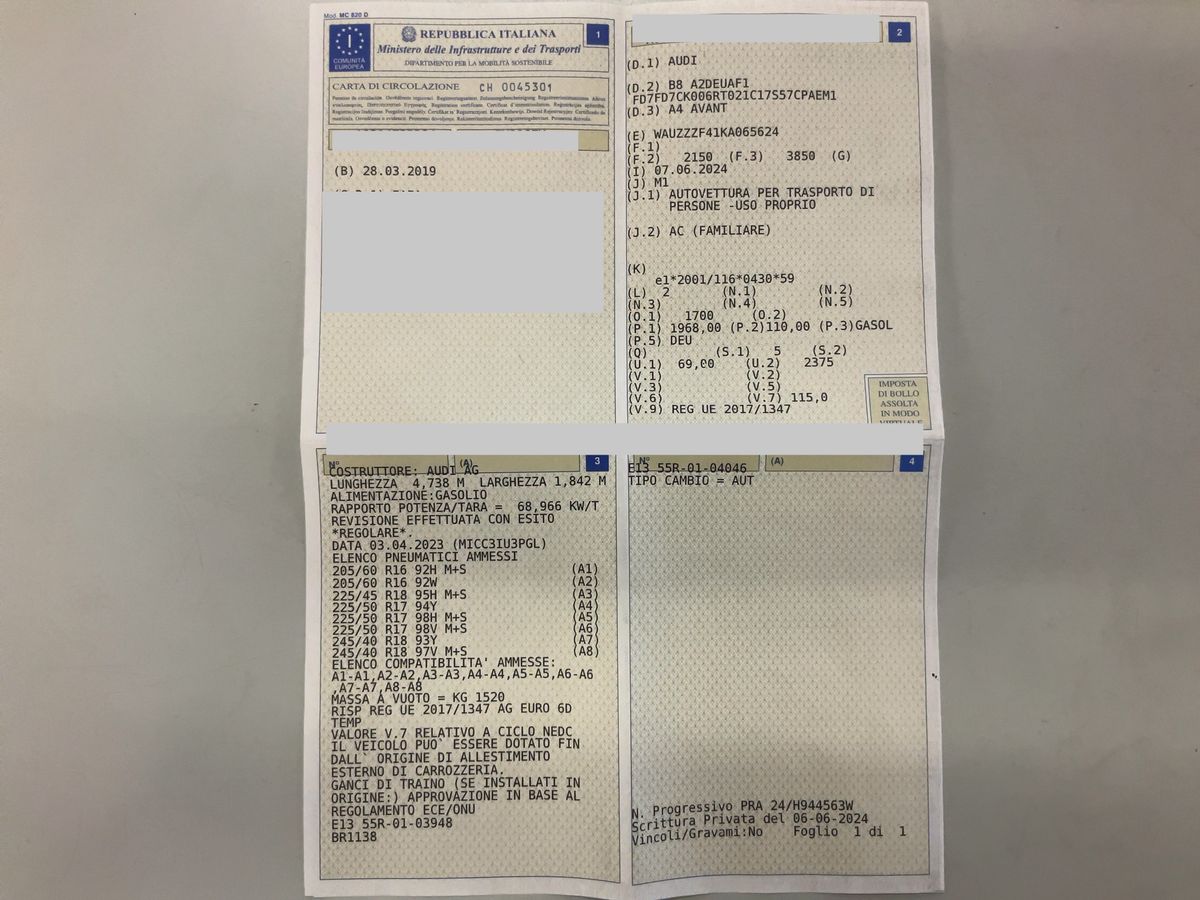 Mod. MC 820 D
COMUNITÀ
EUROPEA
I
REPUBBLICA ITALIANA
Ministero delle Infrastrutture e dei Trasporti
DIPARTIMENTO PER LA MOBILITÀ SOSTENIBILE
1
CARTA DI CIRCOLAZIONE CH 0045301
(B) 28.03.2019
2
(D.1) AUDI
(D.2) B8 A2DEUAF1
FD7FD7CK006RT02IC17S57CPAEM1
(D.3) A4 AVANT
(E) WAUZZZF41KA065624
(F.1)
(F.2) 2150 (F.3) 3850 (G)
(I) 07.06.2024
(J) M1
(J.1) AUTOVETTURA PER TRASPORTO DI
PERSONE -USO PROPRIO
(J.2) AC (FAMILIARE)
(K)
e1*2001/116*0430*59
(L) 2 (N.1) (N.2)
(N.3) (N.4) (N.5)
(O.1) 1700 (O.2)
(P.1) 1968,00 (P.2)110,00 (P.3)GASOL
(P.5) DEU
(Q) (S.1) 5 (S.2)
(U.1) 69,00 (U.2) 2375
(V.1) (V.2)
(V.3) (V.5)
(V.6) (V.7) 115,0
(V.9) REG UE 2017/1347
IMPOSTA
DI BOLLO
ASSOLTA
IN MODO
VIRTUALE
N° (A) 3
COSTRUTTORE: AUDI AG
LUNGHEZZA 4,738 M LARGHEZZA 1,842 M
ALIMENTAZIONE:GASOLIO
RAPPORTO POTENZA/TARA = 68,966 KW/T
REVISIONE EFFETTUATA CON ESITO
*REGOLARE*.
DATA 03.04.2023 (MICC3IU3PGL)
ELENCO PNEUMATICI AMMESSI
205/60 R16 92H M+S (A1)
205/60 R16 92W (A2)
225/45 R18 95H M+S (A3)
225/50 R17 94Y (A4)
225/50 R17 98H M+S (A5)
225/50 R17 98V M+S (A6)
245/40 R18 93Y (A7)
245/40 R18 97V M+S (A8)
ELENCO COMPATIBILITA' AMMESSE:
A1-A1,A2-A2,A3-A3,A4-A4,A5-A5,A6-A6
,A7-A7,A8-A8
MASSA A VUOTO = KG 1520
RISP REG UE 2017/1347 AG EURO 6D
TEMP
VALORE V.7 RELATIVO A CICLO NEDC
IL VEICOLO PUO` ESSERE DOTATO FIN
DALL` ORIGINE DI ALLESTIMENTO
ESTERNO DI CARROZZERIA.
GANCI DI TRAINO (SE INSTALLATI IN
ORIGINE:) APPROVAZIONE IN BASE AL
REGOLAMENTO ECE/ONU
E13 55R-01-03948
BR1138
N° (A) 4
E13 55R-01-04046
TIPO CAMBIO = AUT
N. Progressivo PRA 24/H944563W
Scrittura Privata del 06-06-2024
Vincoli/Gravami:No Foglio 1 di 1